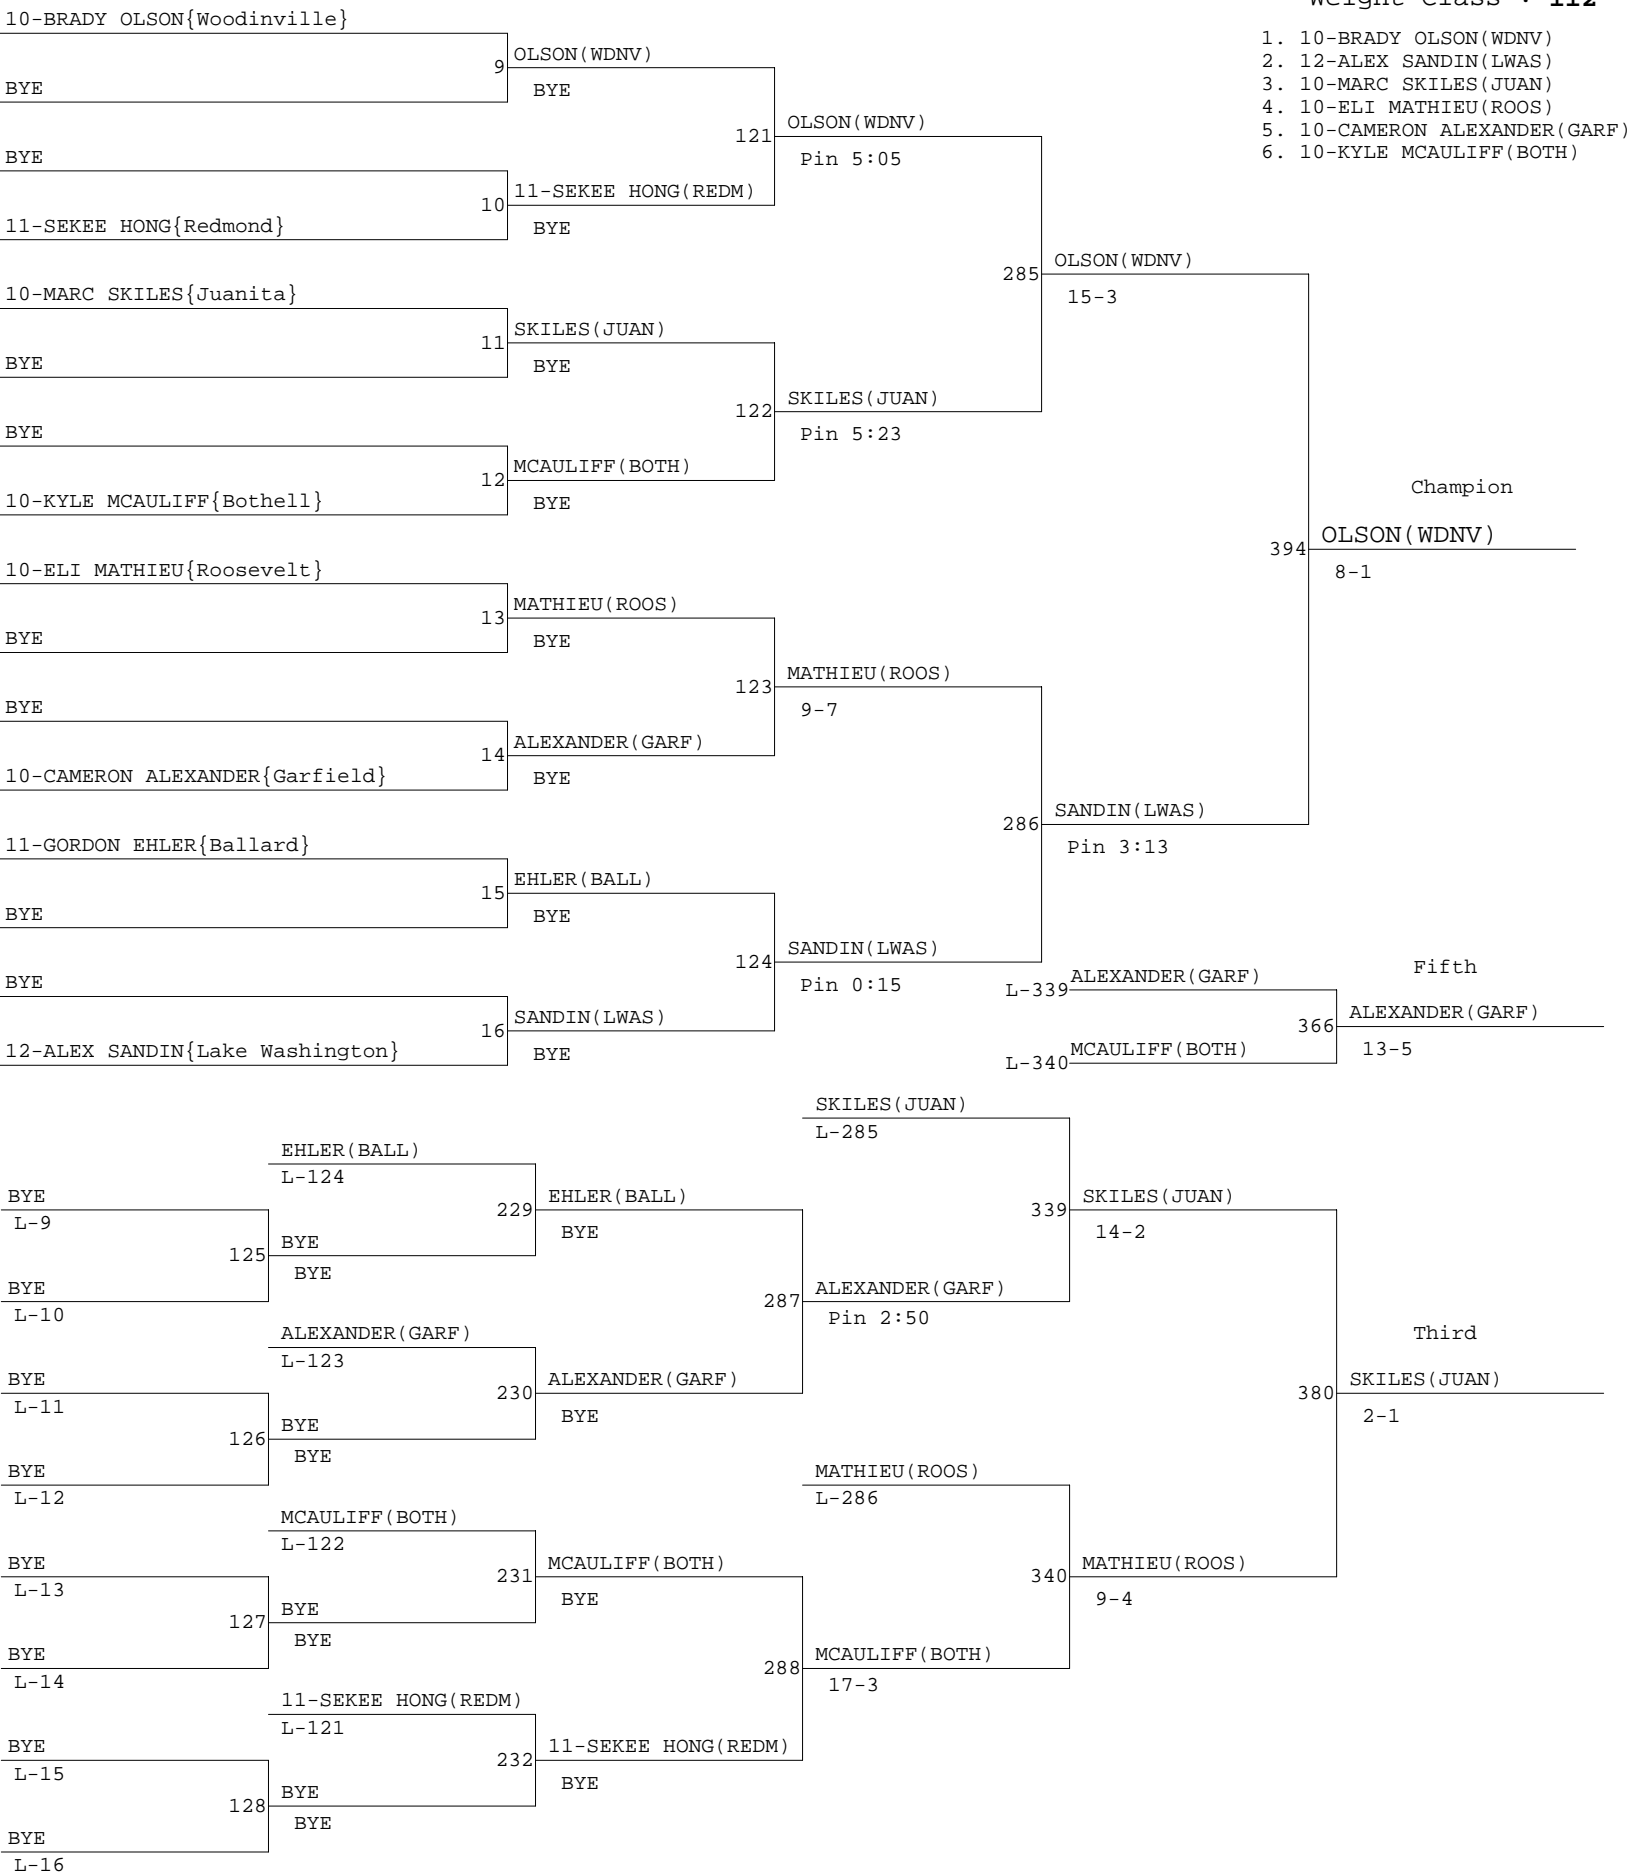 Weight Class : 112
1. 10-BRADY OLSON(WDNV)
2. 12-ALEX SANDIN(LWAS)
3. 10-MARC SKILES(JUAN)
4. 10-ELI MATHIEU(ROOS)
5. 10-CAMERON ALEXANDER(GARF)
6. 10-KYLE MCAULIFF(BOTH)
10-BRADY OLSON{Woodinville}
9
OLSON(WDNV)
BYE
BYE
121
OLSON(WDNV)
Pin 5:05
BYE
10
11-SEKEE HONG(REDM)
BYE
11-SEKEE HONG{Redmond}
285
OLSON(WDNV)
15-3
10-MARC SKILES{Juanita}
11
SKILES(JUAN)
BYE
BYE
122
SKILES(JUAN)
Pin 5:23
BYE
12
MCAULIFF(BOTH)
BYE
10-KYLE MCAULIFF{Bothell}
Champion
394
OLSON(WDNV)
8-1
10-ELI MATHIEU{Roosevelt}
13
MATHIEU(ROOS)
BYE
BYE
123
MATHIEU(ROOS)
9-7
BYE
14
ALEXANDER(GARF)
BYE
10-CAMERON ALEXANDER{Garfield}
286
SANDIN(LWAS)
Pin 3:13
11-GORDON EHLER{Ballard}
15
EHLER(BALL)
BYE
BYE
124
SANDIN(LWAS)
Pin 0:15
BYE
16
SANDIN(LWAS)
BYE
12-ALEX SANDIN{Lake Washington}
Fifth
L-339
ALEXANDER(GARF)
366
ALEXANDER(GARF)
13-5
L-340
MCAULIFF(BOTH)
SKILES(JUAN)
L-285
EHLER(BALL)
L-124
BYE
L-9
229
EHLER(BALL)
BYE
339
SKILES(JUAN)
14-2
125
BYE
BYE
BYE
L-10
287
ALEXANDER(GARF)
Pin 2:50
ALEXANDER(GARF)
L-123
Third
BYE
L-11
230
ALEXANDER(GARF)
BYE
380
SKILES(JUAN)
2-1
126
BYE
BYE
BYE
L-12
MATHIEU(ROOS)
L-286
MCAULIFF(BOTH)
L-122
BYE
L-13
231
MCAULIFF(BOTH)
BYE
340
MATHIEU(ROOS)
9-4
127
BYE
BYE
BYE
L-14
288
MCAULIFF(BOTH)
17-3
11-SEKEE HONG(REDM)
L-121
BYE
L-15
232
11-SEKEE HONG(REDM)
BYE
128
BYE
BYE
BYE
L-16